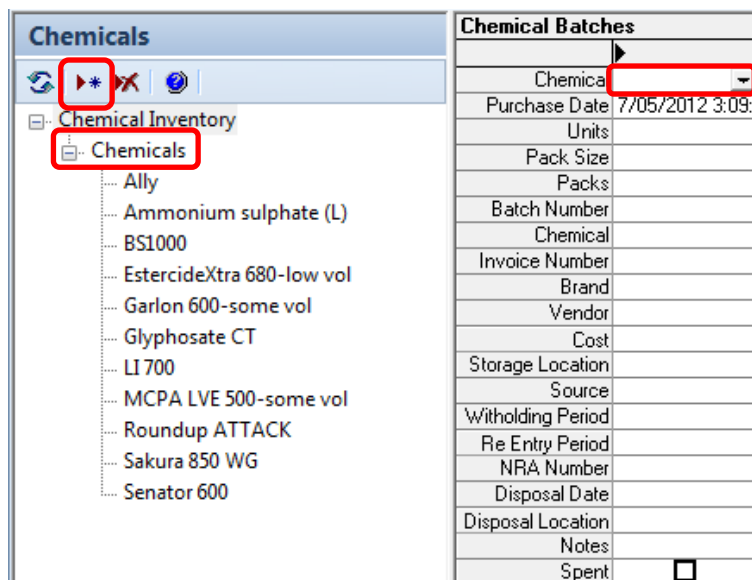 Chemicals
Chemical Inventory
Chemicals
Ally
Ammonium sulphate (L)
BS1000
EstercideXtra 680-low vol
Garlon 600-some vol
Glyphosate CT
LI 700
MCPA LVE 500-some vol
Roundup ATTACK
Sakura 850 WG
Senator 600
Chemical Batches
Chemical
Purchase Date 7/05/2012 3:09:
Units
Pack Size
Packs
Batch Number
Chemical
Invoice Number
Brand
Vendor
Cost
Storage Location
Source
Witholding Period
Re Entry Period
NRA Number
Disposal Date
Disposal Location
Notes
Spent